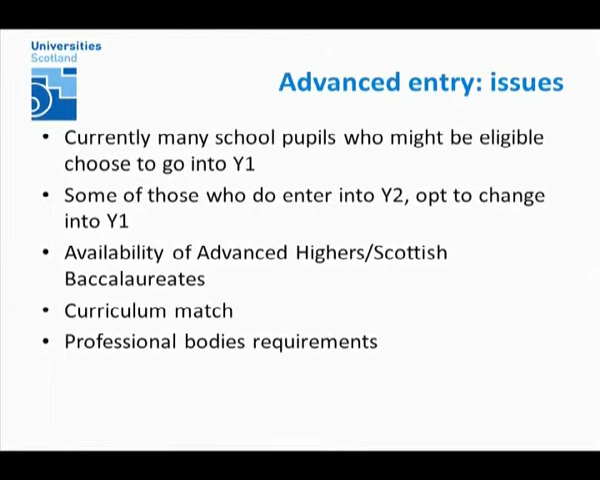 Universities
Scotland
Advanced entry: issues
• Currently many school pupils who might be eligible
choose to go into Y1
• Some of those who do enter into Y2, opt to change
into Y1
• Availability of Advanced Highers/Scottish
Baccalaureates
• Curriculum match
• Professional bodies requirements